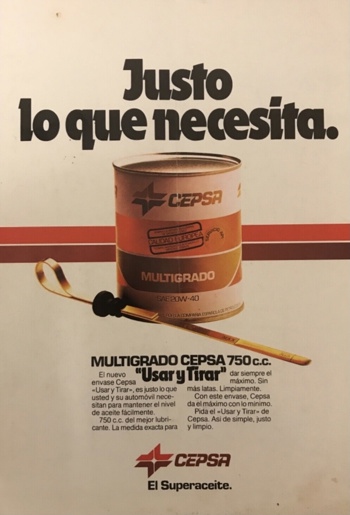 Justo
lo que necesita.
CEPSA
CALIDAD EUROPEA
MULTIGRADO
SAE 20W-40
MULTIGRADO CEPSA 750 c.c.
"Usar y Tirar"
El nuevo
envase Cepsa
«Usar y Tirar», es justo lo que
usted y su automóvil nece-
sitan para mantener el nivel
de aceite fácilmente.
750 c.c. del mejor lubri-
cante. La medida exacta para
dar siempre el
máximo. Sin
más latas. Limpiamente.
Con este envase, Cepsa
da el máximo con lo mínimo.
Pida el «Usar y Tirar» de
Cepsa. Así de simple, justo
y limpio.
CEPSA
El Superaceite.